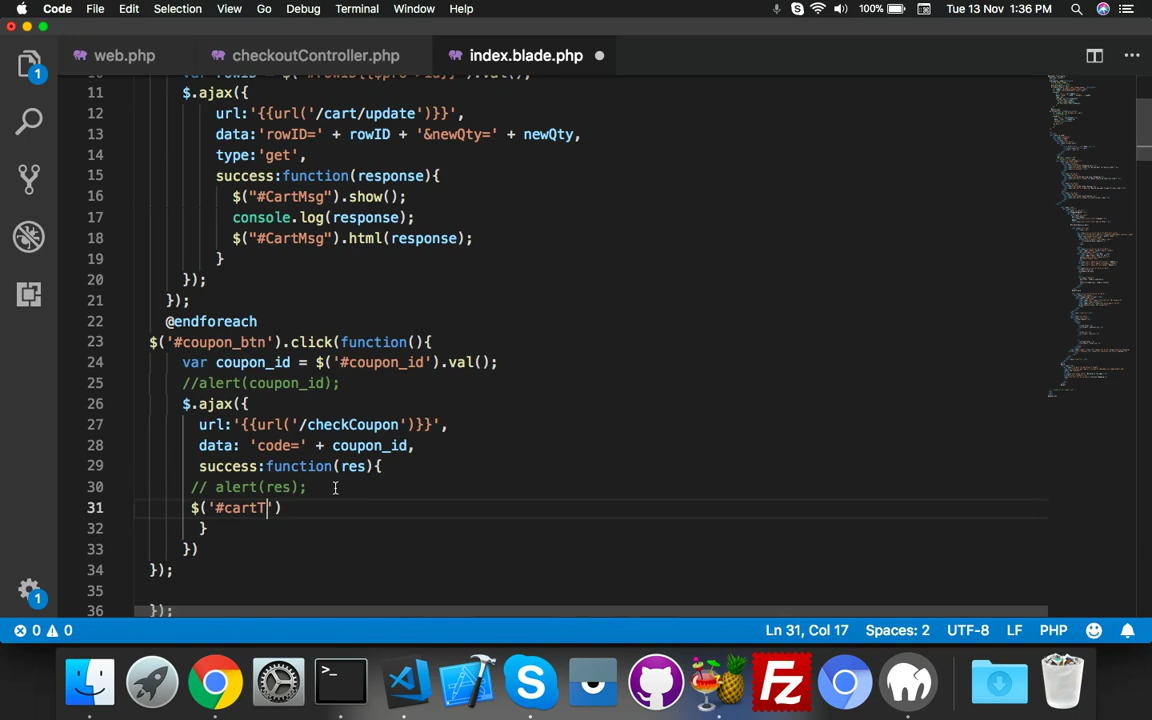 Code File Edit Selection View Go Debug Terminal Window Help 100% Tue 13 Nov 1:36 PM
web.php checkoutController.php index.blade.php
11 $.ajax({
12 url:'{{url('/cart/update')}}',
13 data:'rowID=' + rowID + '&newQty=' + newQty,
14 type:'get',
15 success:function(response){
16 $("#CartMsg").show();
17 console.log(response);
18 $("#CartMsg").html(response);
19 }
20 });
21 });
22 @endforeach
23 $('#coupon_btn').click(function(){
24 var coupon_id = $('#coupon_id').val();
25 //alert(coupon_id);
26 $.ajax({
27 url:'{{url('/checkCoupon')}}',
28 data: 'code=' + coupon_id,
29 success:function(res){
30 // alert(res);
31 $('#cartT')
32 }
33 })
34 });
35
36 });
1
1
0 0 Ln 31, Col 17 Spaces: 2 UTF-8 LF PHP